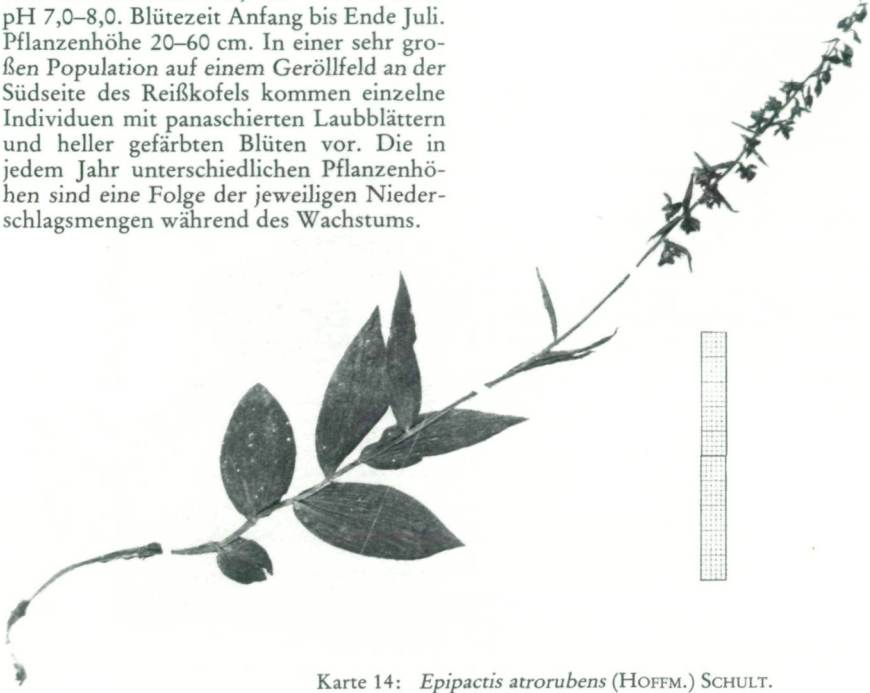 pH 7,0–8,0. Blütezeit Anfang bis Ende Juli.
Pflanzenhöhe 20–60 cm. In einer sehr gro-
ßen Population auf einem Geröllfeld an der
Südseite des Reißkofels kommen einzelne
Individuen mit panaschierten Laubblättern
und heller gefärbten Blüten vor. Die in
jedem Jahr unterschiedlichen Pflanzenhö-
hen sind eine Folge der jeweiligen Nieder-
schlagsmengen während des Wachstums.
Karte 14: Epipactis atrorubens (HOFFM.) SCHULT.